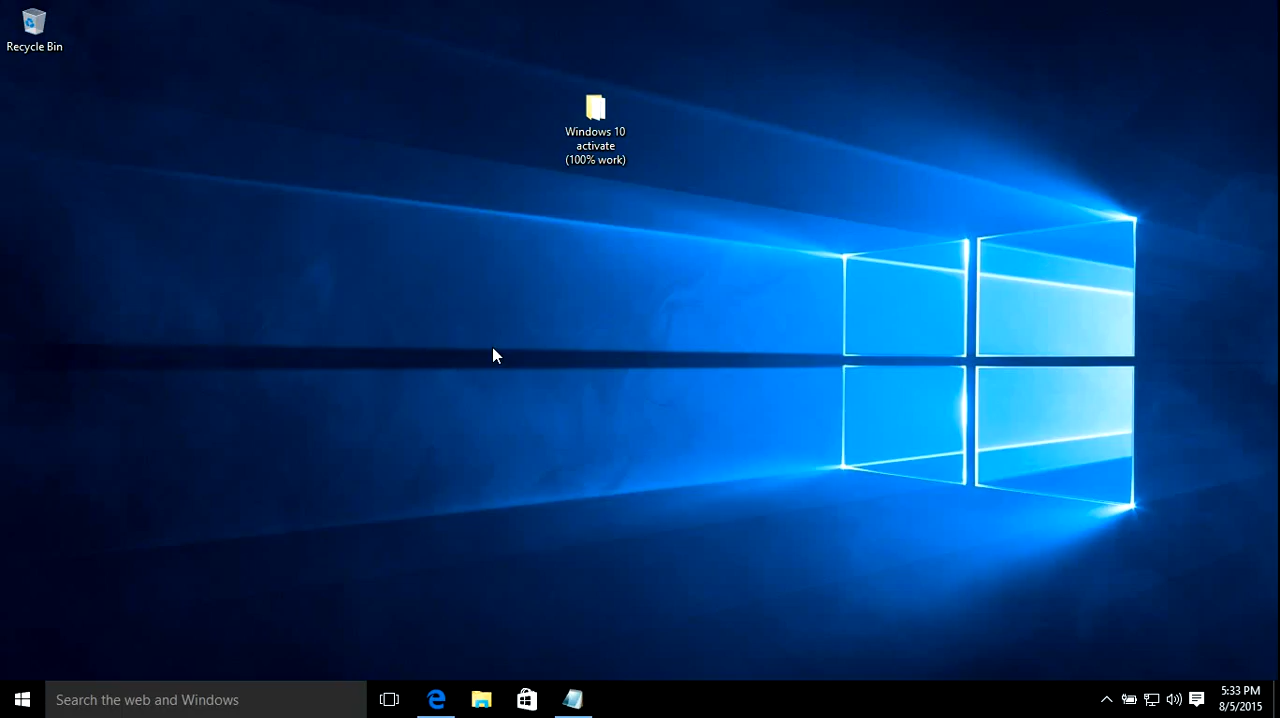 Recycle Bin
Windows 10
activate
(100% work)
Search the web and Windows
5:33 PM
8/5/2015